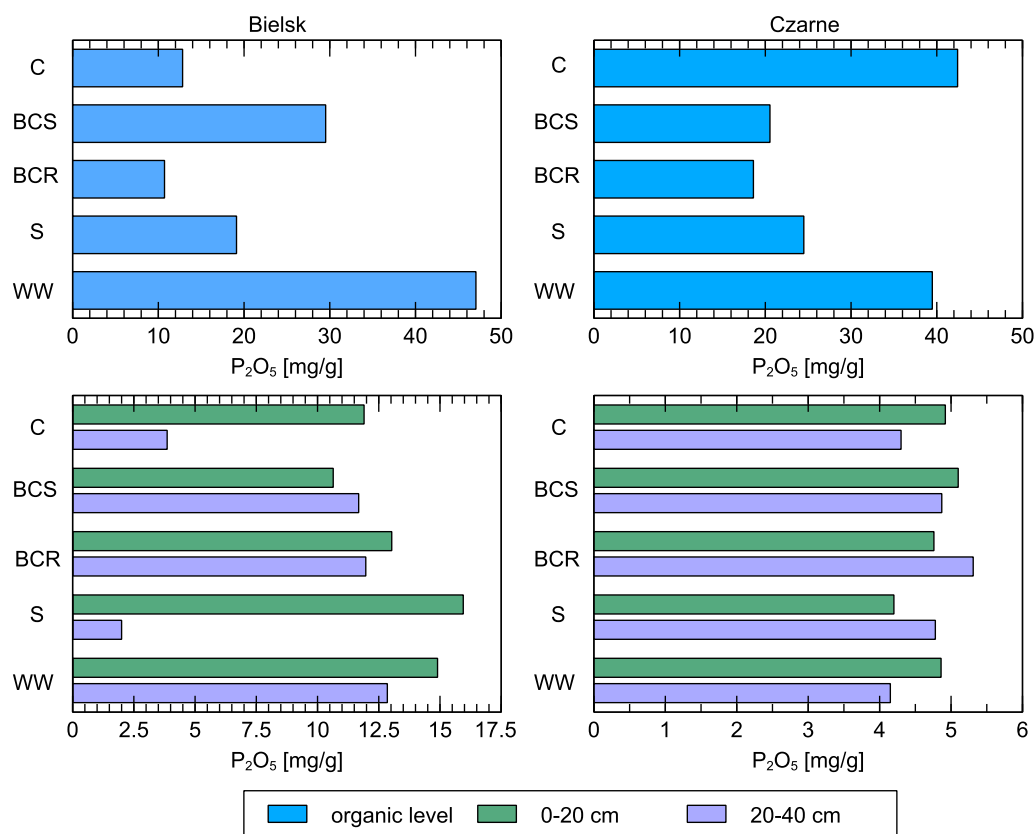 Bielsk
C
BCS
BCR
S
WW
0 10 20 30 40 50
P₂O₅ [mg/g]
Czarne
C
BCS
BCR
S
WW
0 10 20 30 40 50
P₂O₅ [mg/g]
C
BCS
BCR
S
WW
0 2.5 5 7.5 10 12.5 15 17.5
P₂O₅ [mg/g]
C
BCS
BCR
S
WW
0 1 2 3 4 5 6
P₂O₅ [mg/g]
organic level 0-20 cm 20-40 cm